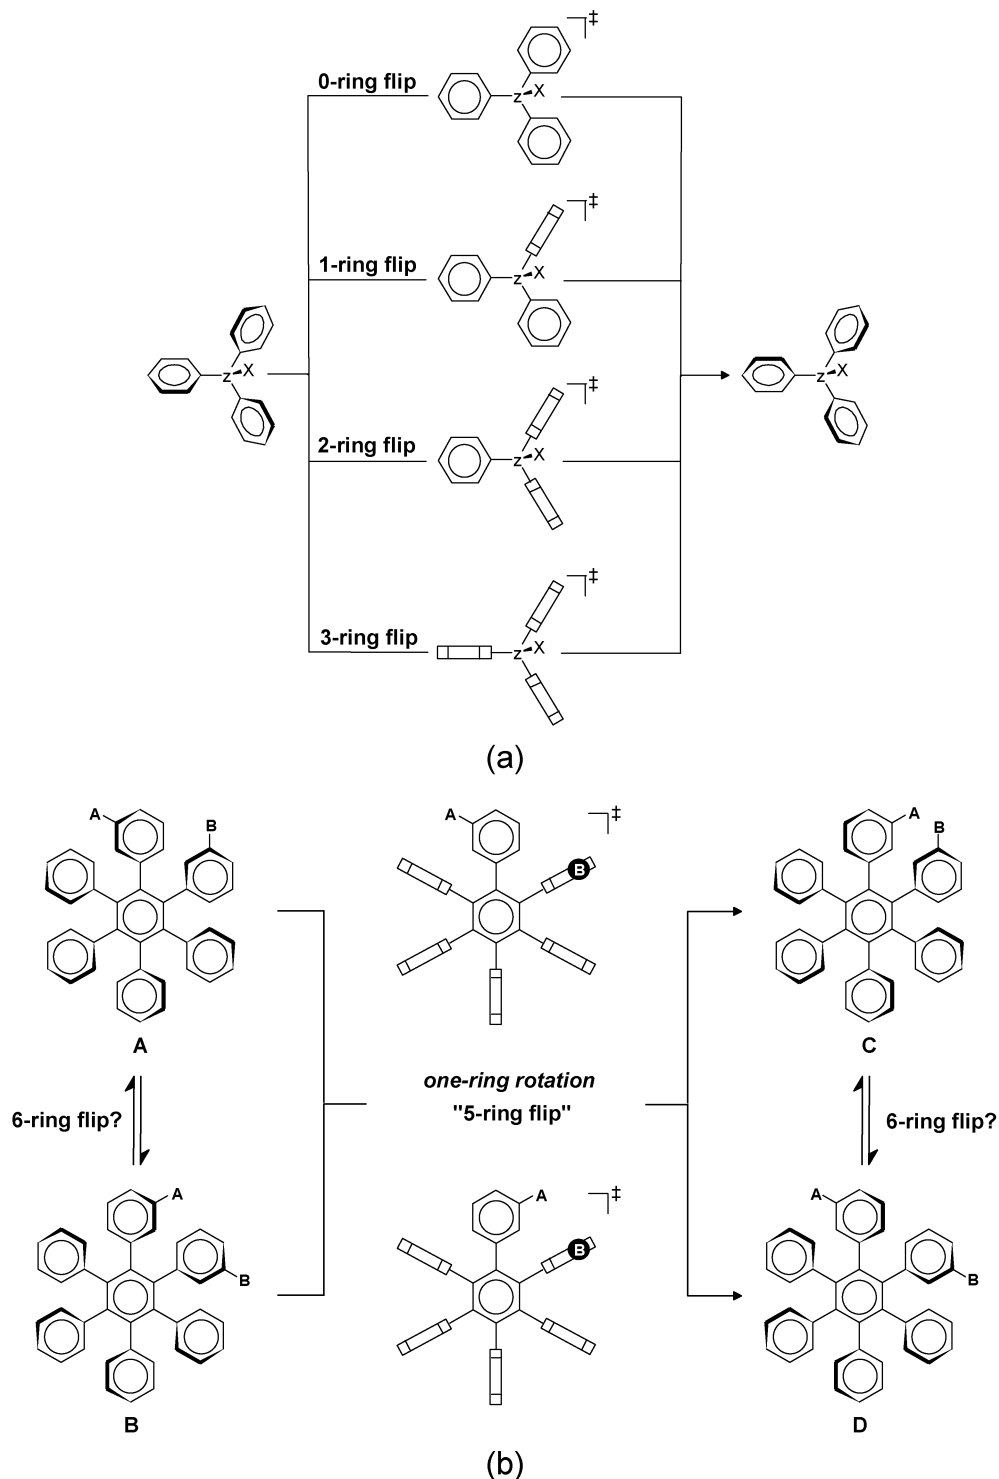 ‡
0-ring flip
Z X
‡
1-ring flip
Z X
Z X
Z X
‡
2-ring flip
Z X
‡
3-ring flip
Z X
(a)
A
B
A
‡
B
A
B
A
C
one-ring rotation
"5-ring flip"
6-ring flip?
6-ring flip?
A
B
A
‡
B
A
B
B
D
(b)